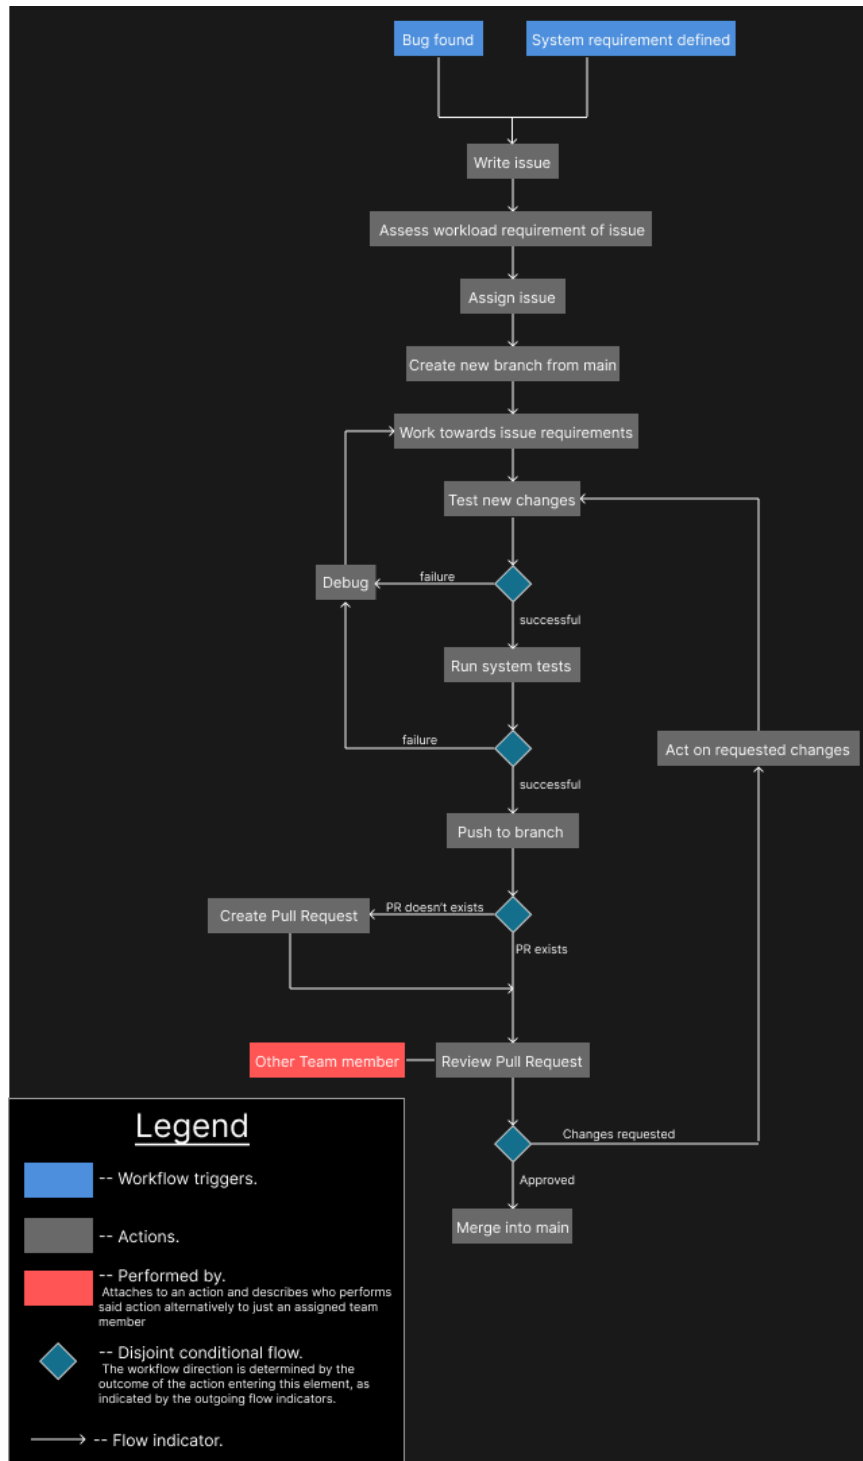 Bug found
System requirement defined
Write issue
Assess workload requirement of issue
Assign issue
Create new branch from main
Work towards issue requirements
Test new changes
Debug
failure
successful
Run system tests
failure
Act on requested changes
successful
Push to branch
Create Pull Request
PR doesn't exists
PR exists
Other Team member
Review Pull Request
Changes requested
Approved
Merge into main
Legend
-- Workflow triggers.
-- Actions.
-- Performed by.
Attaches to an action and describes who performs
said action alternatively to just an assigned team
member
-- Disjoint conditional flow.
The workflow direction is determined by the
outcome of the action entering this element, as
indicated by the outgoing flow indicators.
-- Flow indicator.